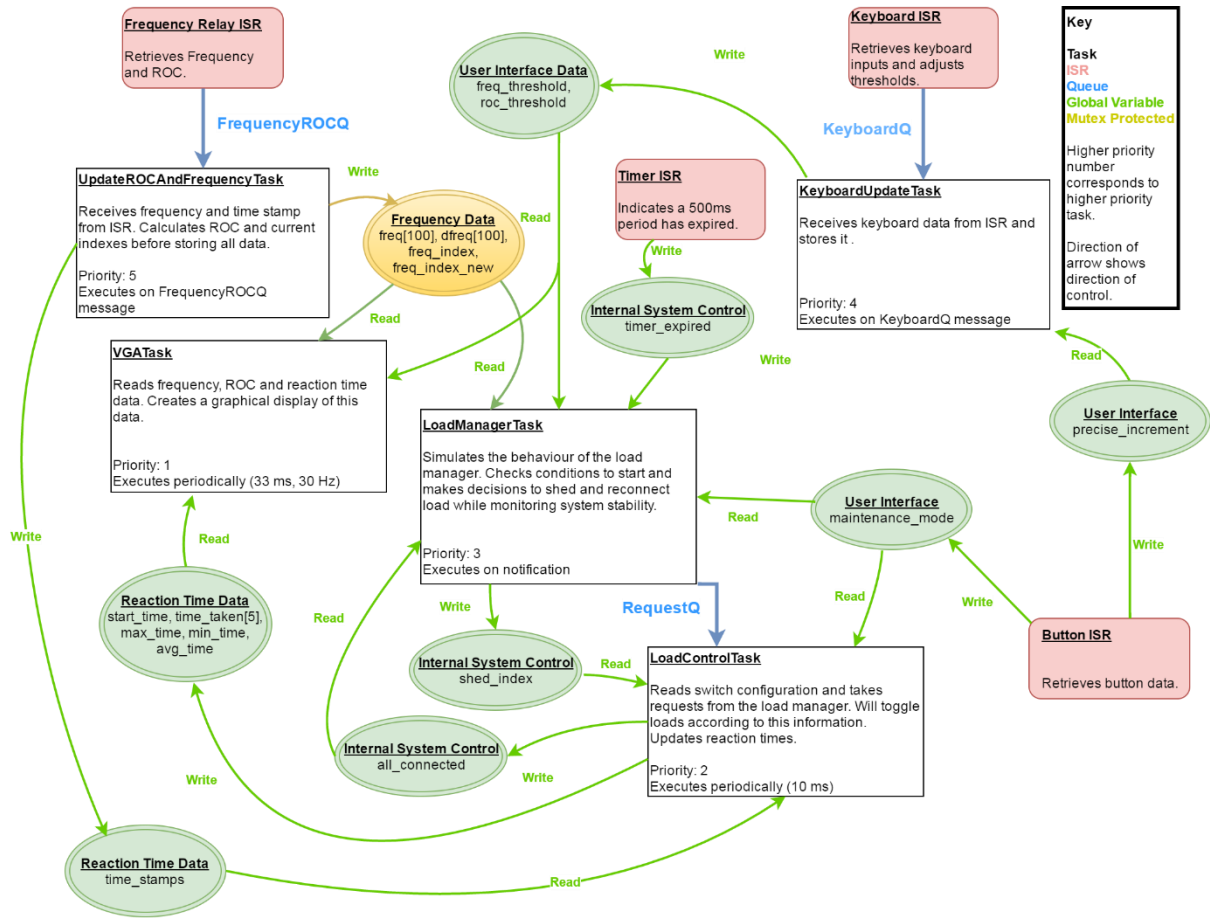 Frequency Relay ISR
Retrieves Frequency
and ROC.
FrequencyROCQ
UpdateROCAndFrequencyTask
Receives frequency and time stamp
from ISR. Calculates ROC and current
indexes before storing all data.
Priority: 5
Executes on FrequencyROCQ
message
Write
Frequency Data
freq[100], dfreq[100],
freq_index,
freq_index_new
Read
Read
User Interface Data
freq_threshold,
roc_threshold
Write
Read
Keyboard ISR
Retrieves keyboard
inputs and adjusts
thresholds.
KeyboardQ
KeyboardUpdateTask
Receives keyboard data from ISR and
stores it .
Priority: 4
Executes on KeyboardQ message
Key
Task
ISR
Queue
Global Variable
Mutex Protected
Higher priority
number
corresponds to
higher priority
task.
Direction of
arrow shows
direction of
control.
Timer ISR
Indicates a 500ms
period has expired.
Write
Internal System Control
timer_expired
Write
Read
User Interface
precise_increment
Write
VGATask
Reads frequency, ROC and reaction time
data. Creates a graphical display of this
data.
Priority: 1
Executes periodically (33 ms, 30 Hz)
Read
Read
LoadManagerTask
Simulates the behaviour of the load
manager. Checks conditions to start and
makes decisions to shed and reconnect
load while monitoring system stability.
Priority: 3
Executes on notification
Read
User Interface
maintenance_mode
Read
Write
Button ISR
Retrieves button data.
Write
Reaction Time Data
start_time, time_taken[5],
max_time, min_time,
avg_time
Read
Write
RequestQ
Internal System Control
shed_index
Read
LoadControlTask
Reads switch configuration and takes
requests from the load manager. Will toggle
loads according to this information.
Updates reaction times.
Priority: 2
Executes periodically (10 ms)
Internal System Control
all_connected
Write
Write
Reaction Time Data
time_stamps
Read